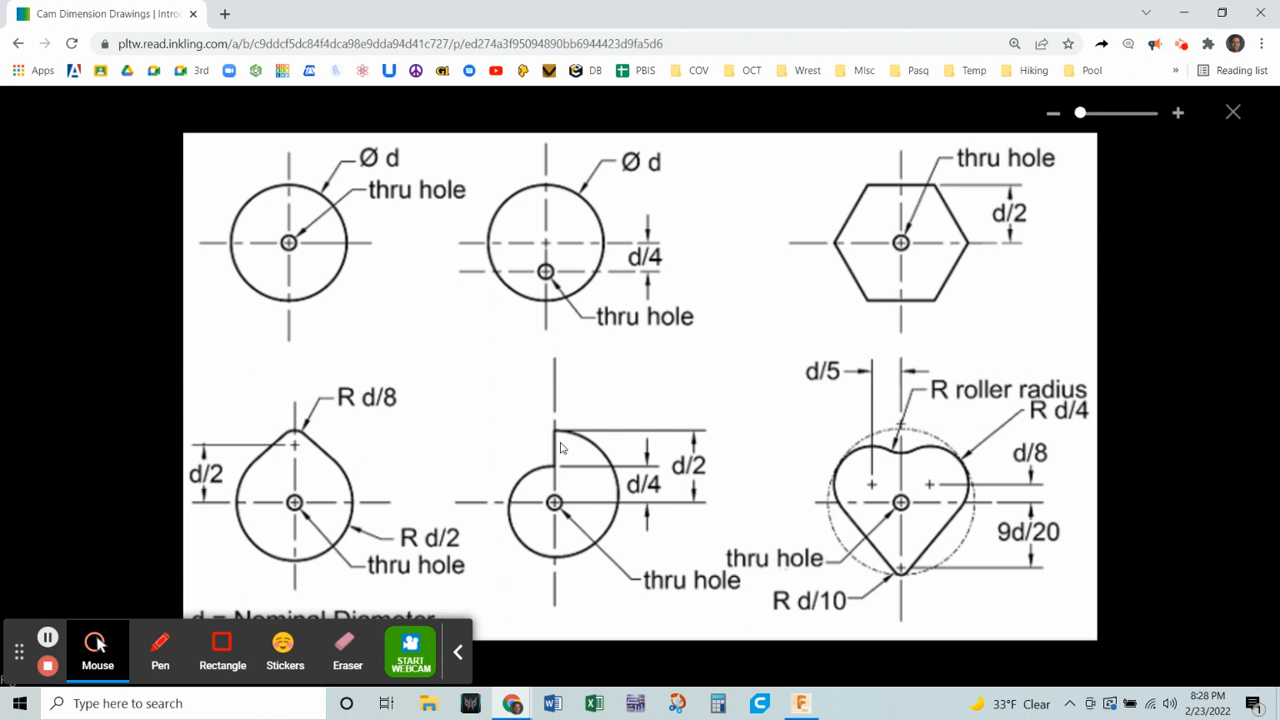 Cam Dimension Drawings | Intro
pltw.read.inkling.com/a/b/c9ddcf5dc84f4dca98e9dda94d41c727/p/ed274a3f95094890bb6944423d9fa5d6
Apps
3rd
DB
PBIS
COV
OCT
Wrest
MIsc
Pasq
Temp
Hiking
Pool
»
Reading list
Ø d
thru hole
Ø d
d/4
thru hole
thru hole
d/2
R d/8
d/2
R d/2
thru hole
d/2
d/4
thru hole
d/5
R roller radius
R d/4
d/8
9d/20
thru hole
R d/10
d = Nominal Diameter
Mouse
Pen
Rectangle
Stickers
Eraser
START
WEBCAM
Type here to search
33°F Clear
8:28 PM
2/23/2022